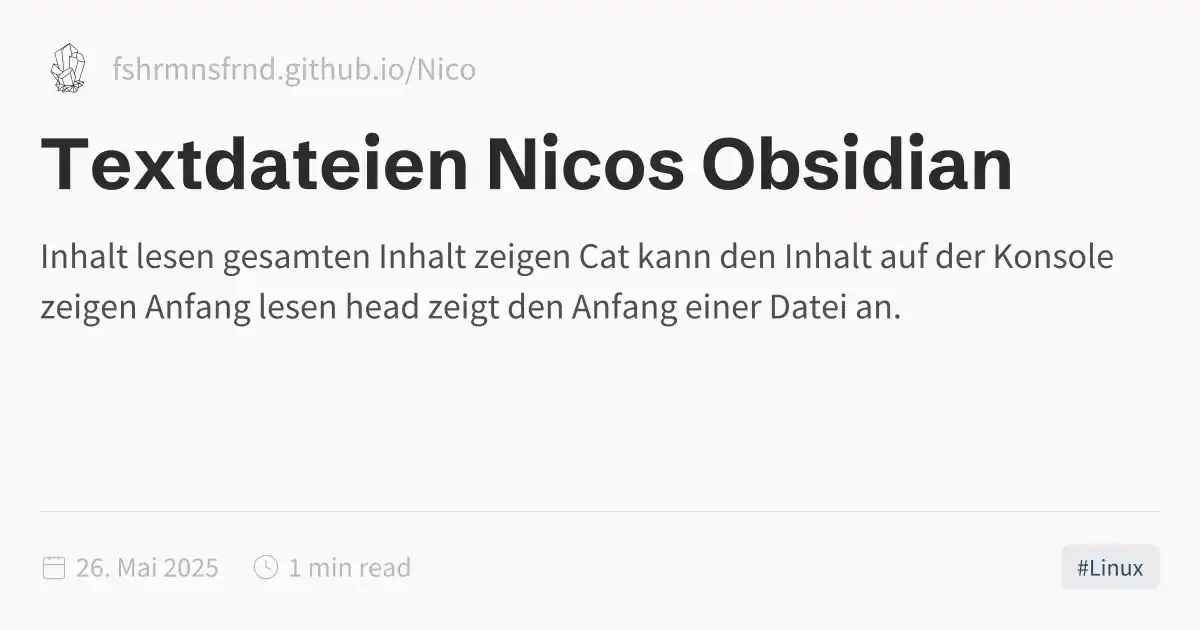 fshrmnsfrnd.github.io/Nico
Textdateien Nicos Obsidian
Inhalt lesen gesamten Inhalt zeigen Cat kann den Inhalt auf der Konsole
zeigen Anfang lesen head zeigt den Anfang einer Datei an.
26. Mai 2025 1 min read #Linux